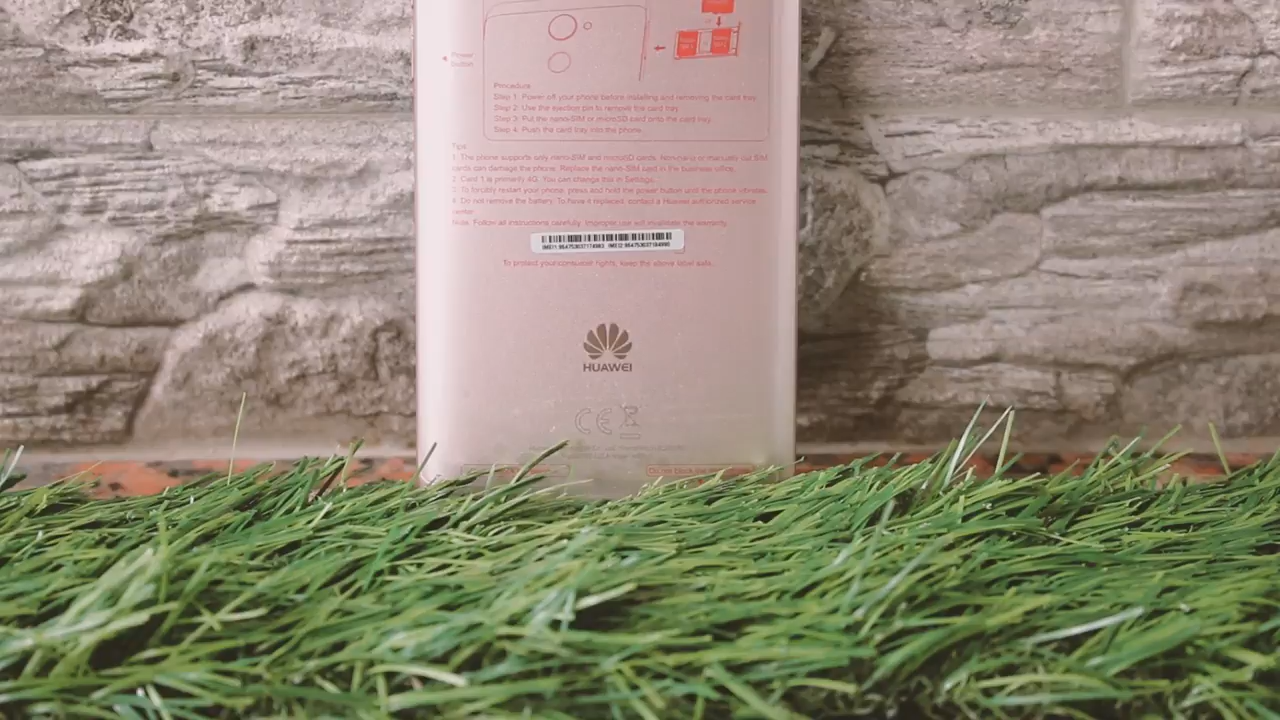 Power
button
Procedure
Step 1: Power off your phone before installing and removing the card tray.
Step 2: Use the ejection pin to remove the card tray.
Step 3: Put the nano-SIM or microSD card onto the card tray.
Step 4: Push the card tray into the phone.
Tips
1. The phone supports only nano-SIM and microSD cards. Non-nano or manually cut SIM
cards can damage the phone. Replace the nano-SIM card in the business office.
2. Card 1 is primarily 4G. You can change this in Settings.
3. To forcibly restart your phone, press and hold the power button until the phone vibrates.
4. Do not remove the battery. To have it replaced, contact a Huawei authorized service
center.
Note: Follow all instructions carefully. Improper use will invalidate the warranty.
To protect your consumer rights, keep the above label safe.
HUAWEI
CE
Do not block the